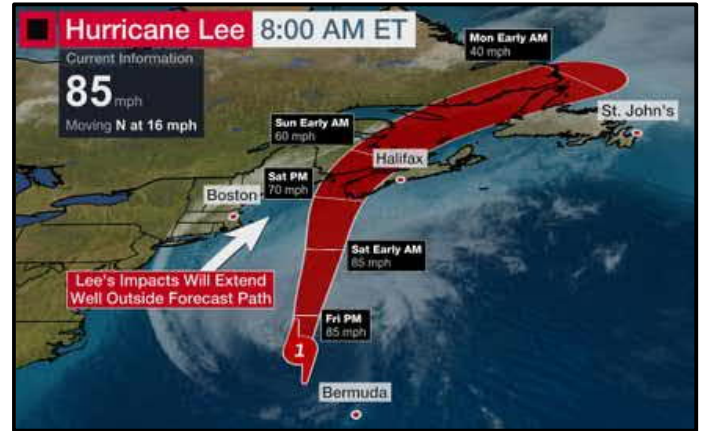 Hurricane Lee 8:00 AM ET
Current Information
85 mph
Moving N at 16 mph
Mon Early AM
40 mph
St. John's
Sun Early AM
60 mph
Halifax
Sat PM
70 mph
Boston
Sat Early AM
85 mph
Lee's Impacts Will Extend
Well Outside Forecast Path
Fri PM
85 mph
1
Bermuda